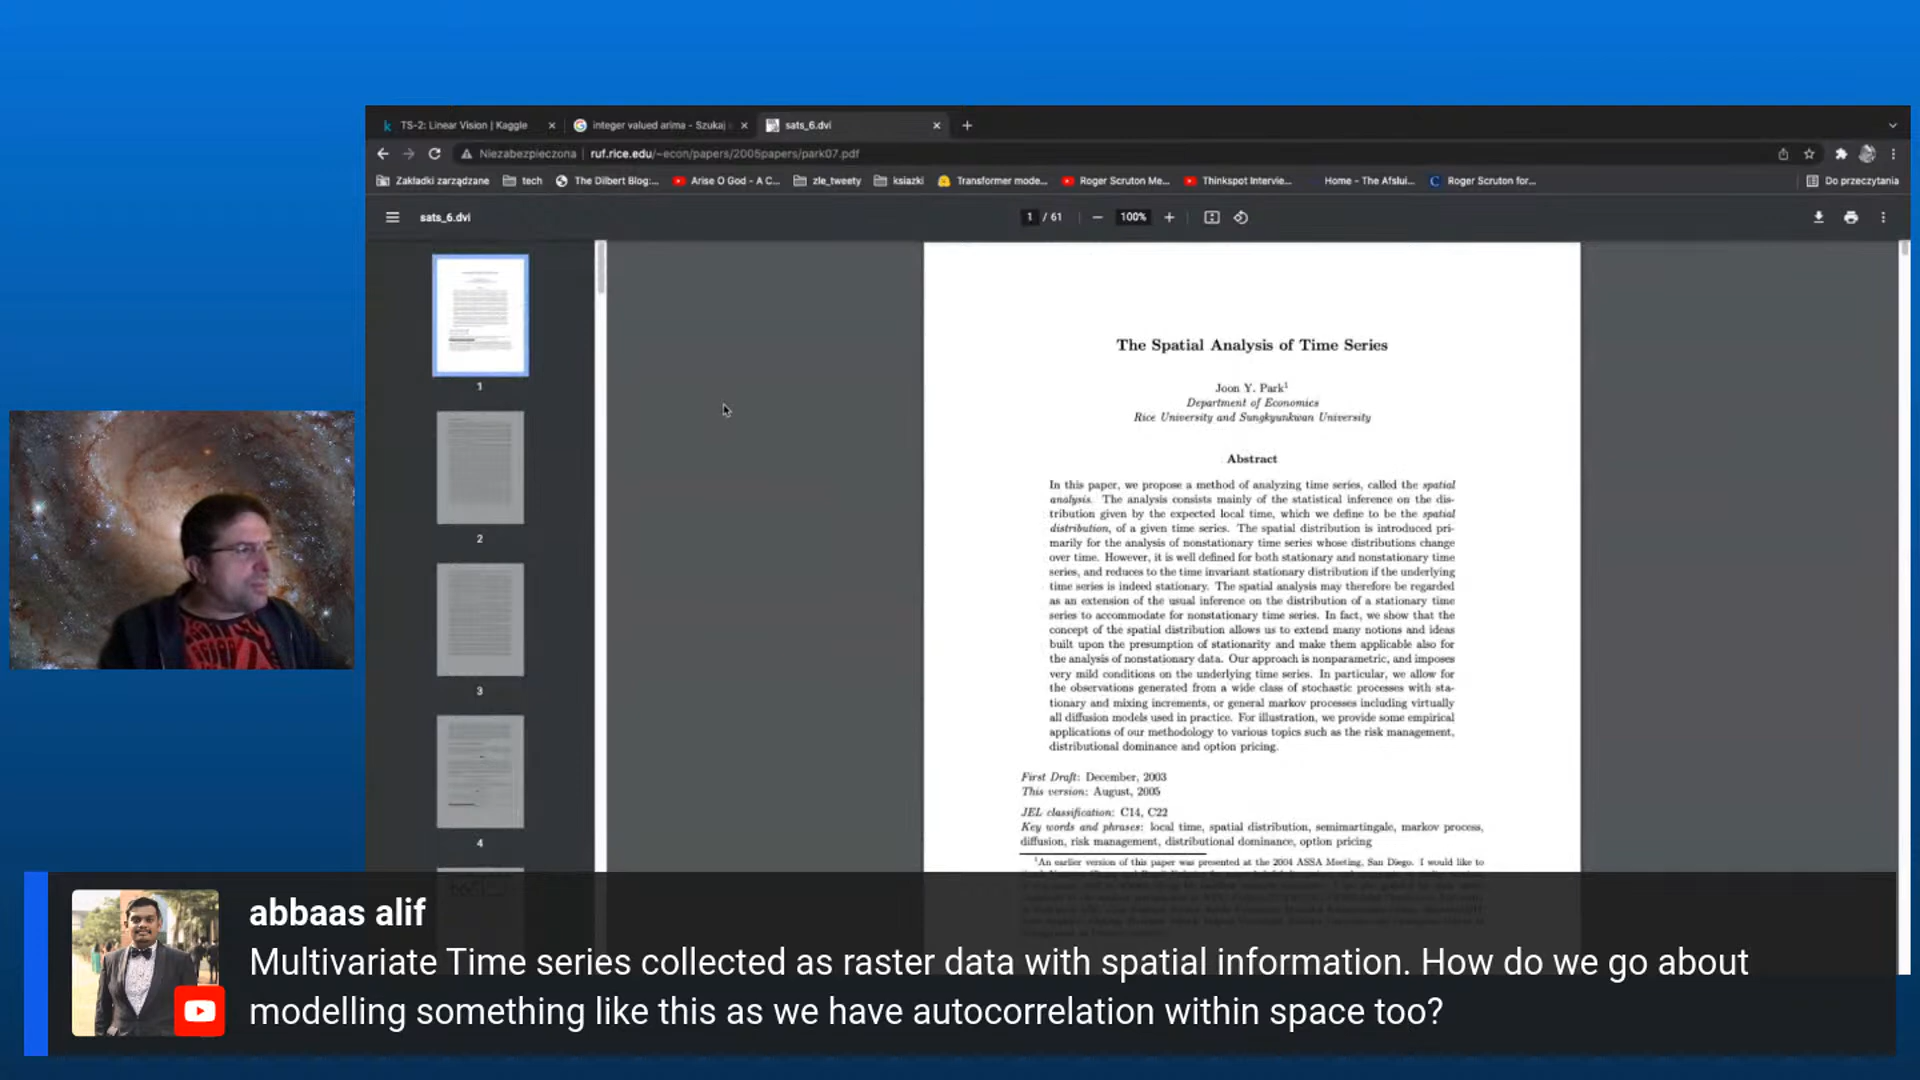 TS-2: Linear Vision | Kaggle
integer valued arima - Szukaj
sats_6.dvi
Niezabezpieczona | ruf.rice.edu/~econ/papers/2005papers/park07.pdf
Zakładki zarządzane
tech
The Dilbert Blog:...
Arise O God - A C...
zle_tweety
ksiazki
Transformer mode...
Roger Scruton Me...
Thinkspot Intervie...
Home - The Afslui...
Roger Scruton for...
Do przeczytania
sats_6.dvi
1 / 61
100%
1
2
3
4
The Spatial Analysis of Time Series
Joon Y. Park1
Department of Economics
Rice University and Sungkyunkwan University
Abstract
In this paper, we propose a method of analyzing time series, called the spatial
analysis. The analysis consists mainly of the statistical inference on the dis-
tribution given by the expected local time, which we define to be the spatial
distribution, of a given time series. The spatial distribution is introduced pri-
marily for the analysis of nonstationary time series whose distributions change
over time. However, it is well defined for both stationary and nonstationary time
series, and reduces to the time invariant stationary distribution if the underlying
time series is indeed stationary. The spatial analysis may therefore be regarded
as an extension of the usual inference on the distribution of a stationary time
series to accommodate for nonstationary time series. In fact, we show that the
concept of the spatial distribution allows us to extend many notions and ideas
built upon the presumption of stationarity and make them applicable also for
the analysis of nonstationary data. Our approach is nonparametric, and imposes
very mild conditions on the underlying time series. In particular, we allow for
the observations generated from a wide class of stochastic processes with sta-
tionary and mixing increments, or general markov processes including virtually
all diffusion models used in practice. For illustration, we provide some empirical
applications of our methodology to various topics such as the risk management,
distributional dominance and option pricing.
First Draft: December, 2003
This version: August, 2005
JEL classification: C14, C22
Key words and phrases: local time, spatial distribution, semimartingale, markov process,
diffusion, risk management, distributional dominance, option pricing
1An earlier version of this paper was presented at the 2004 ASSA Meeting, San Diego. I would like to
abbaas alif
Multivariate Time series collected as raster data with spatial information. How do we go about
modelling something like this as we have autocorrelation within space too?